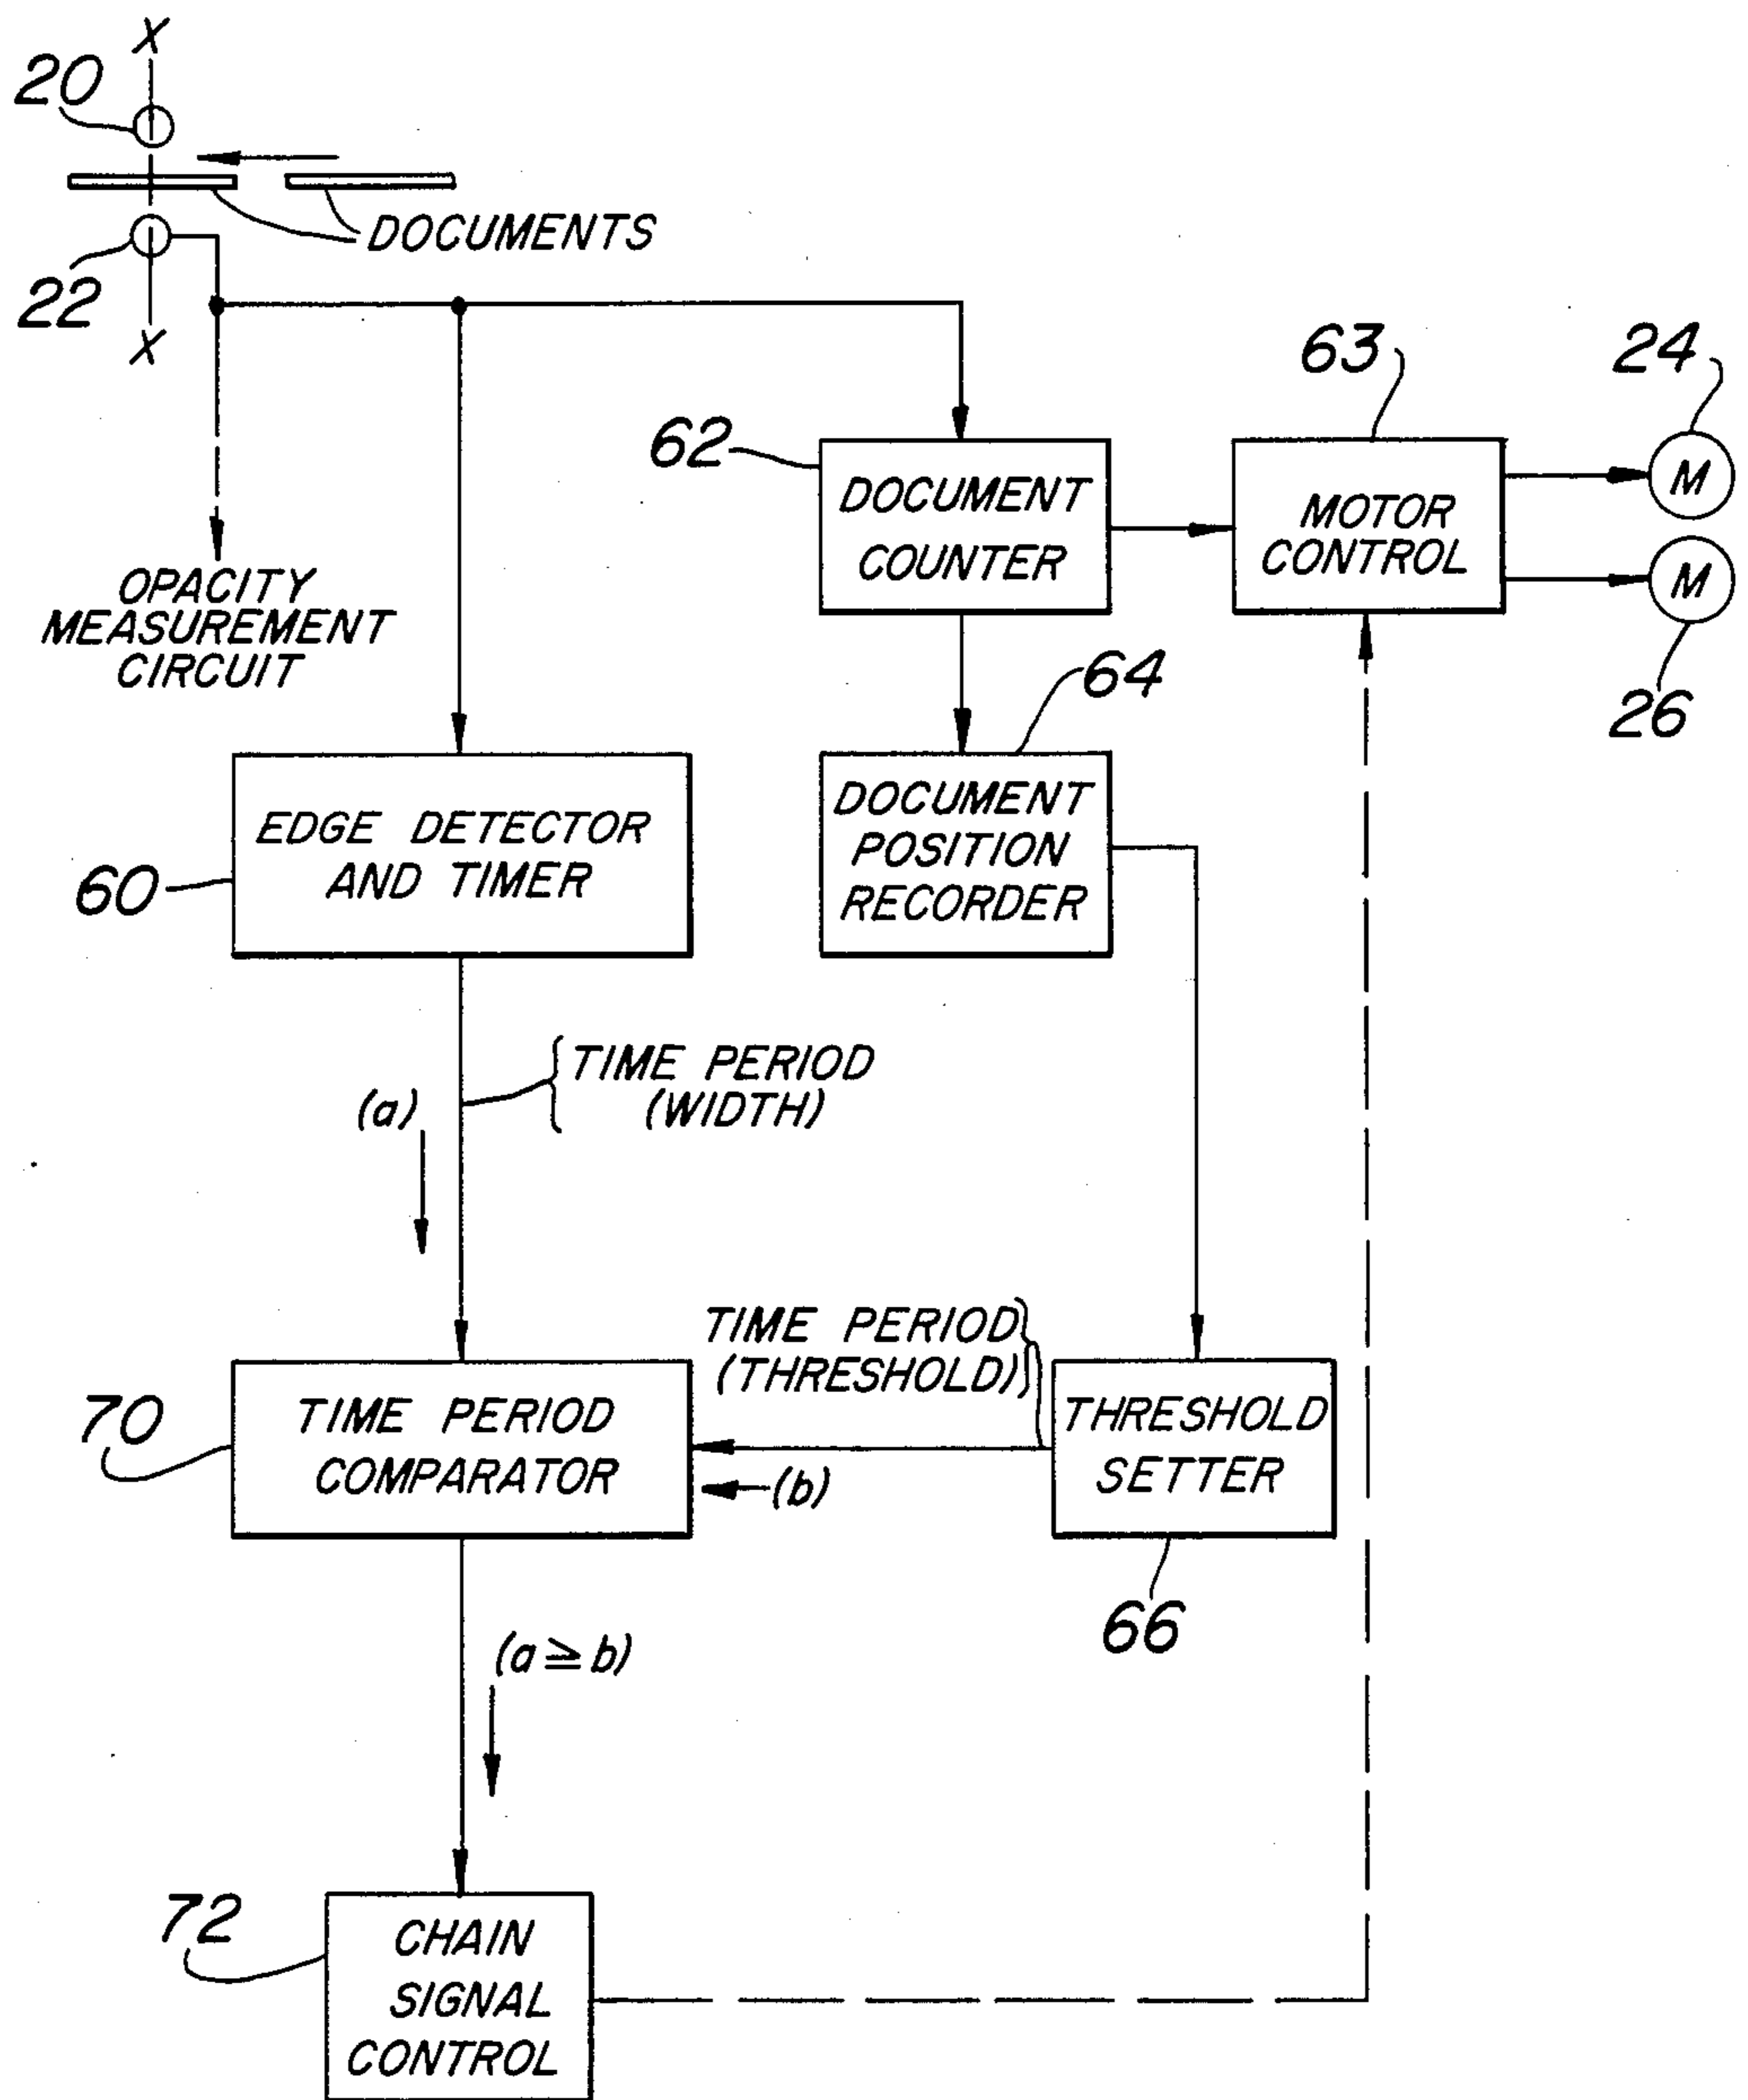 X
20
DOCUMENTS
22
X
63
24
62
DOCUMENT
COUNTER
MOTOR
CONTROL
M
M
OPACITY
MEASUREMENT
CIRCUIT
64
26
EDGE DETECTOR
AND TIMER
60
DOCUMENT
POSITION
RECORDER
TIME PERIOD
(WIDTH)
(a)
TIME PERIOD
(THRESHOLD)
70
TIME PERIOD
COMPARATOR
(b)
THRESHOLD
SETTER
66
(a ≥ b)
72
CHAIN
SIGNAL
CONTROL